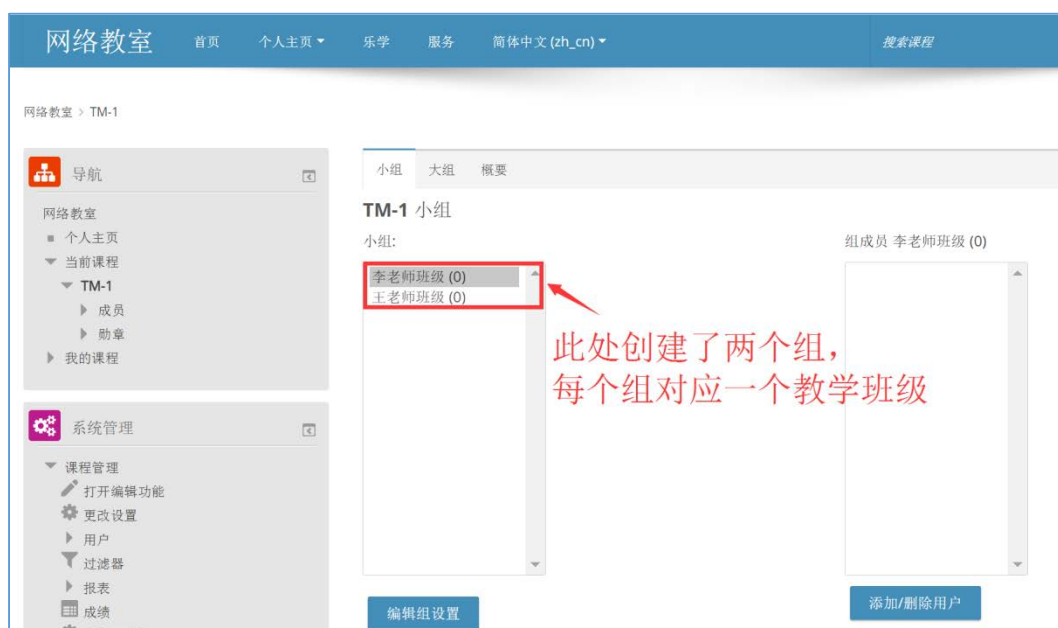 网络教室 首页 个人主页 乐学 服务 简体中文 (zh_cn) 搜索课程
网络教室 > TM-1
导航
网络教室
个人主页
当前课程
TM-1
成员
勋章
我的课程
系统管理
课程管理
打开编辑功能
更改设置
用户
过滤器
报表
成绩
小组 大组 概要
TM-1 小组
小组:
李老师班级 (0)
王老师班级 (0)
此处创建了两个组，
每个组对应一个教学班级
编辑组设置
组成员 李老师班级 (0)
添加/删除用户